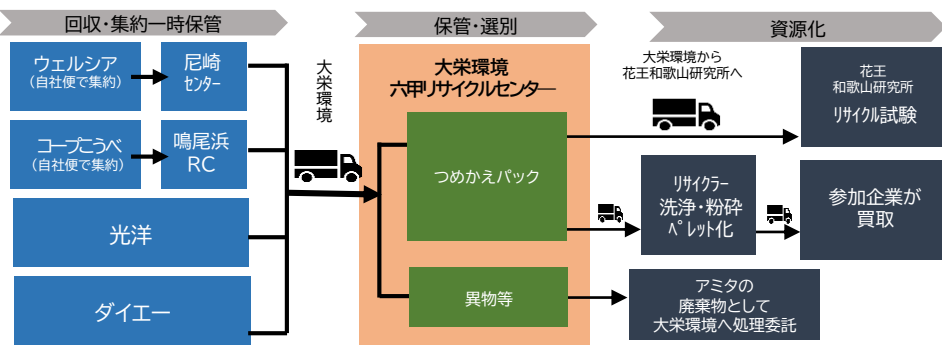 回収・集約一時保管
保管・選別
資源化
ウェルシア
(自社便で集約)
尼崎
センター
コープこうべ
(自社便で集約)
鳴尾浜
RC
光洋
ダイエー
大栄環境
大栄環境
六甲リサイクルセンター
つめかえパック
異物等
大栄環境から
花王和歌山研究所へ
花王
和歌山研究所
リサイクル試験
リサイクラー
洗浄・粉砕
ペレット化
参加企業が
買取
アミタの
廃棄物として
大栄環境へ処理委託